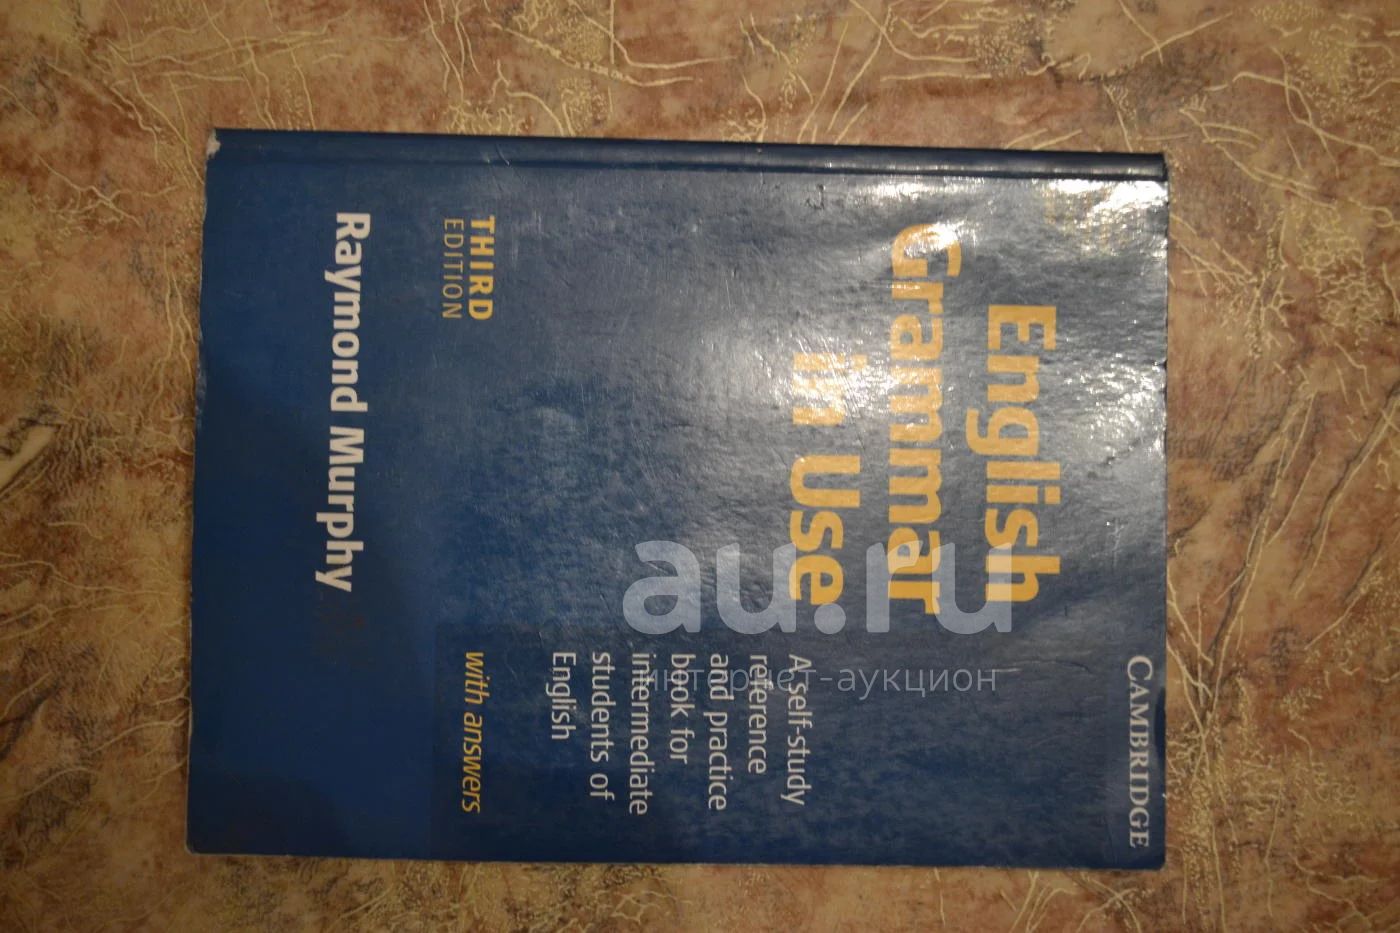 CAMBRIDGE
English
Grammar
in Use
A self-study
reference
and practice
book for
intermediate
students of
English
THIRD
EDITION
with answers
Raymond Murphy
au.ru
интернет-аукцион